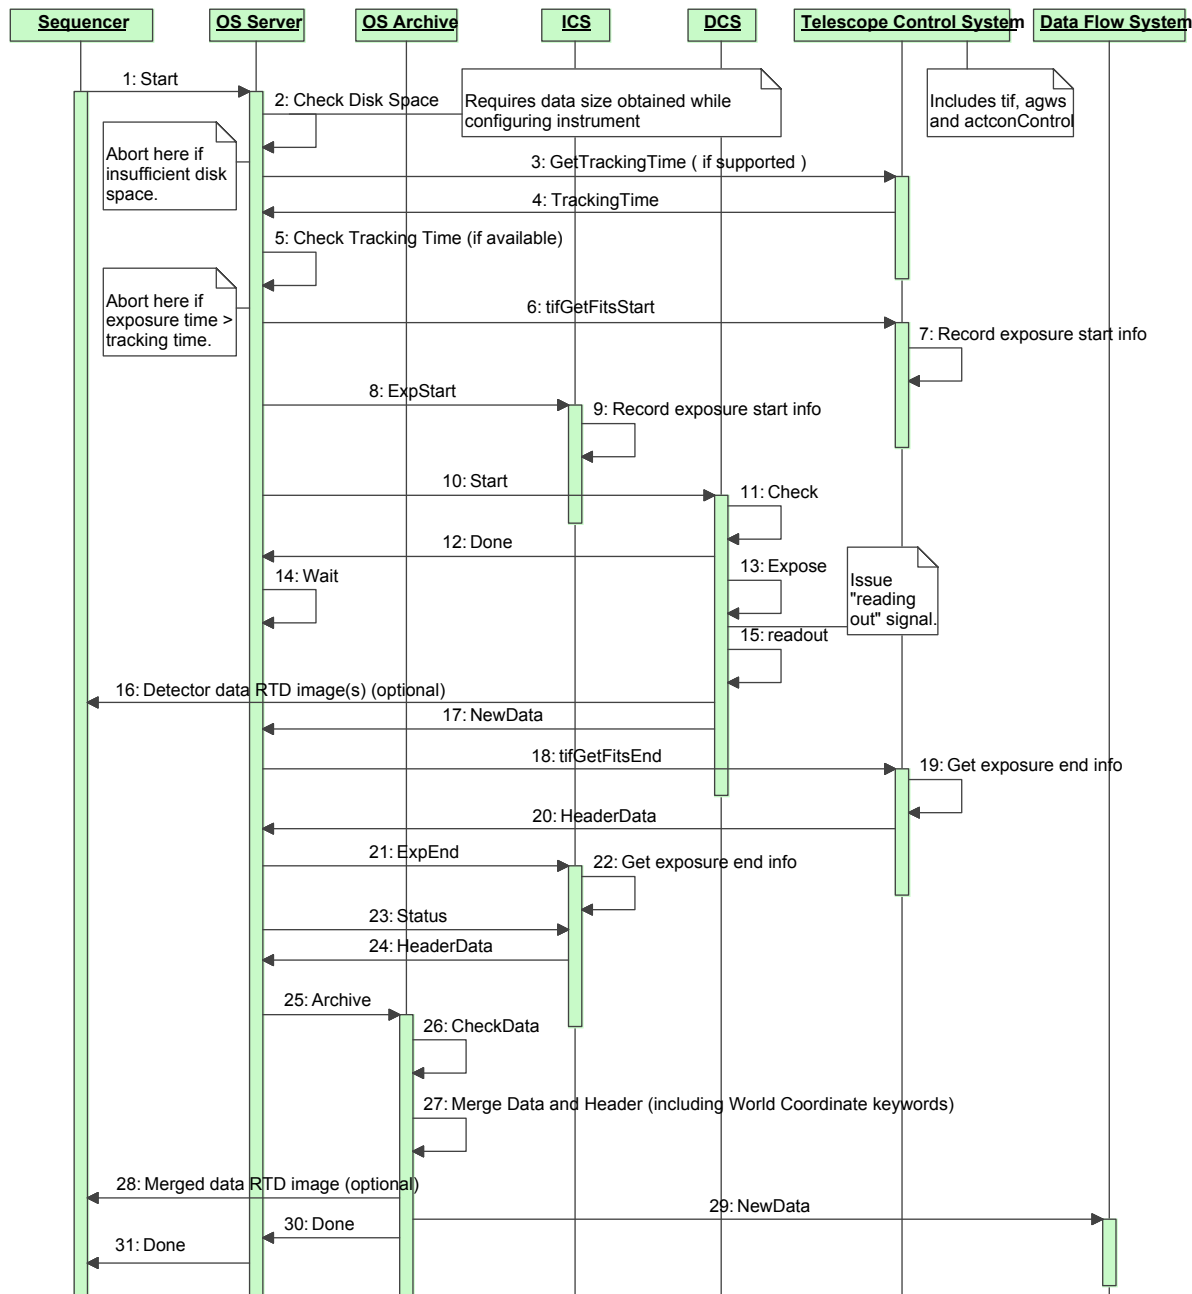 Sequencer
OS Server
OS Archive
ICS
DCS
Telescope Control System
Data Flow System
1: Start
2: Check Disk Space
Requires data size obtained while
configuring instrument
Includes tif, agws
and actconControl
Abort here if
insufficient disk
space.
3: GetTrackingTime ( if supported )
4: TrackingTime
5: Check Tracking Time (if available)
Abort here if
exposure time >
tracking time.
6: tifGetFitsStart
7: Record exposure start info
8: ExpStart
9: Record exposure start info
10: Start
11: Check
12: Done
13: Expose
14: Wait
Issue
"reading
out" signal.
15: readout
16: Detector data RTD image(s) (optional)
17: NewData
18: tifGetFitsEnd
19: Get exposure end info
20: HeaderData
21: ExpEnd
22: Get exposure end info
23: Status
24: HeaderData
25: Archive
26: CheckData
27: Merge Data and Header (including World Coordinate keywords)
28: Merged data RTD image (optional)
29: NewData
30: Done
31: Done